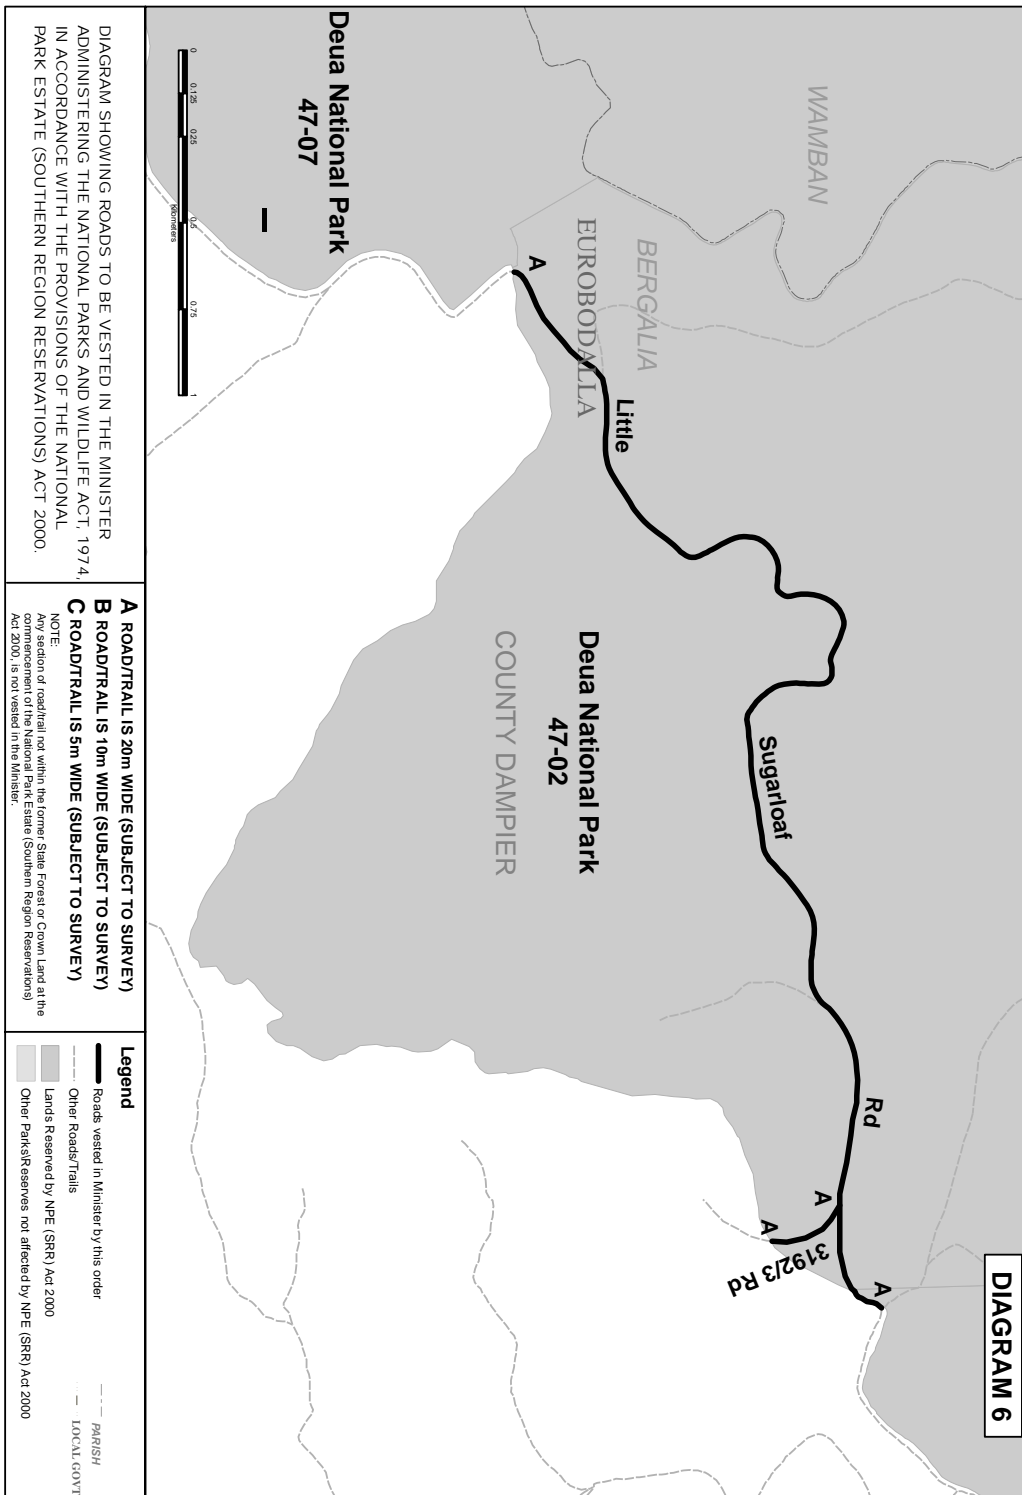 DIAGRAM 6
WAMBAN
BERGALIA
EUROBODALLA
Deua National Park
47-07
A
Little
Sugarloaf
Rd
A
A
A
3192/3 Rd
Deua National Park
47-02
COUNTY DAMPIER
0 0.125 0.25 0.5 0.75 1
Kilometers
DIAGRAM SHOWING ROADS TO BE VESTED IN THE MINISTER
ADMINISTERING THE NATIONAL PARKS AND WILDLIFE ACT, 1974,
IN ACCORDANCE WITH THE PROVISIONS OF THE NATIONAL
PARK ESTATE (SOUTHERN REGION RESERVATIONS) ACT 2000.
A ROAD/TRAIL IS 20m WIDE (SUBJECT TO SURVEY)
B ROAD/TRAIL IS 10m WIDE (SUBJECT TO SURVEY)
C ROAD/TRAIL IS 5m WIDE (SUBJECT TO SURVEY)
NOTE:
Any section of road/trail not within the former State Forest or Crown Land at the
commencement of the National Park Estate (Southern Region Reservations)
Act 2000, is not vested in the Minister.
Legend
Roads vested in Minister by this order
Other Roads/Trails
Lands Reserved by NPE (SRR) Act 2000
Other Parks\Reserves not affected by NPE (SRR) Act 2000
PARISH
LOCAL GOVT